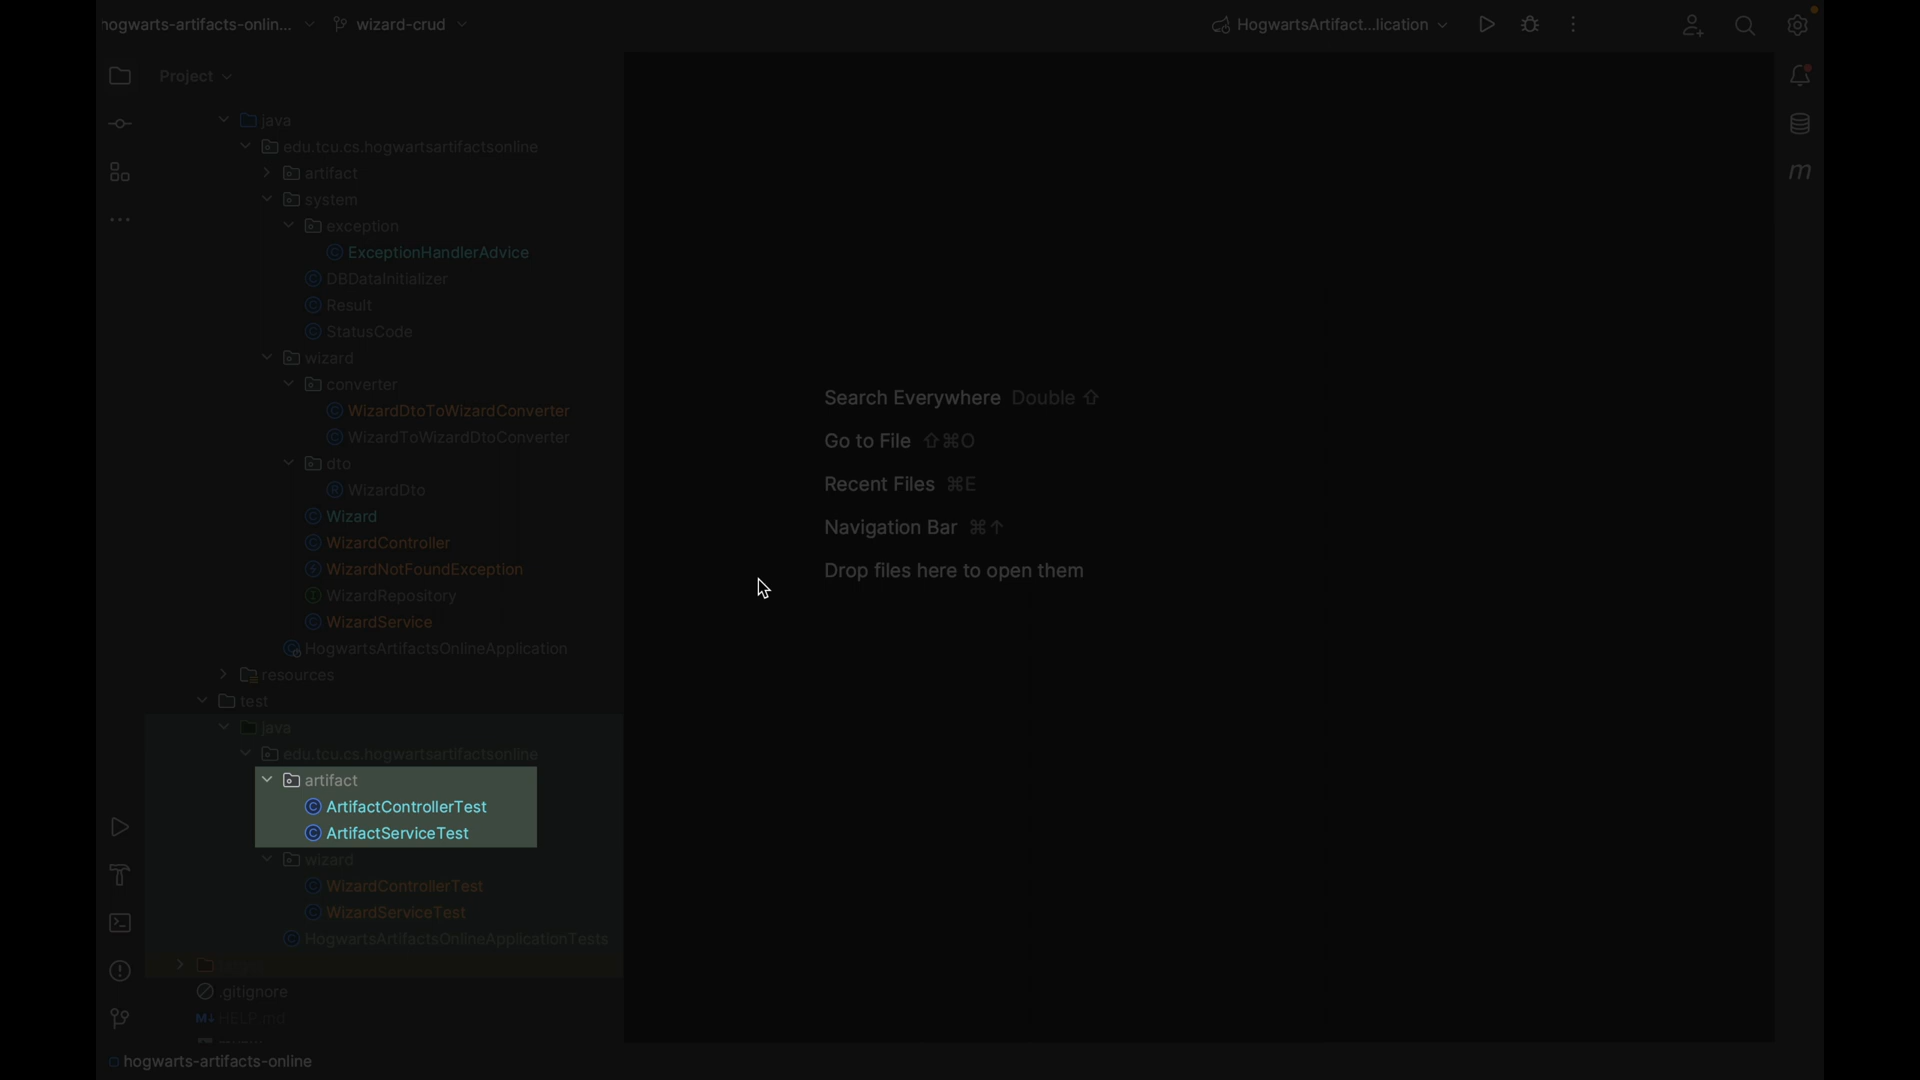 hogwarts-artifacts-onlin...
wizard-crud
HogwartsArtifact...lication
Project
java
edu.tcu.cs.hogwartsartifactsonline
artifact
system
exception
ExceptionHandlerAdvice
DBDataInitializer
Result
StatusCode
wizard
converter
WizardDtoToWizardConverter
WizardToWizardDtoConverter
dto
WizardDto
Wizard
WizardController
WizardNotFoundException
WizardRepository
WizardService
HogwartsArtifactsOnlineApplication
resources
test
java
edu.tcu.cs.hogwartsartifactsonline
artifact
ArtifactControllerTest
ArtifactServiceTest
wizard
WizardControllerTest
WizardServiceTest
HogwartsArtifactsOnlineApplicationTests
target
.gitignore
M↓ HELP.md
Search Everywhere Double ⇧
Go to File ⇧⌘O
Recent Files ⌘E
Navigation Bar ⌘↑
Drop files here to open them
m
hogwarts-artifacts-online